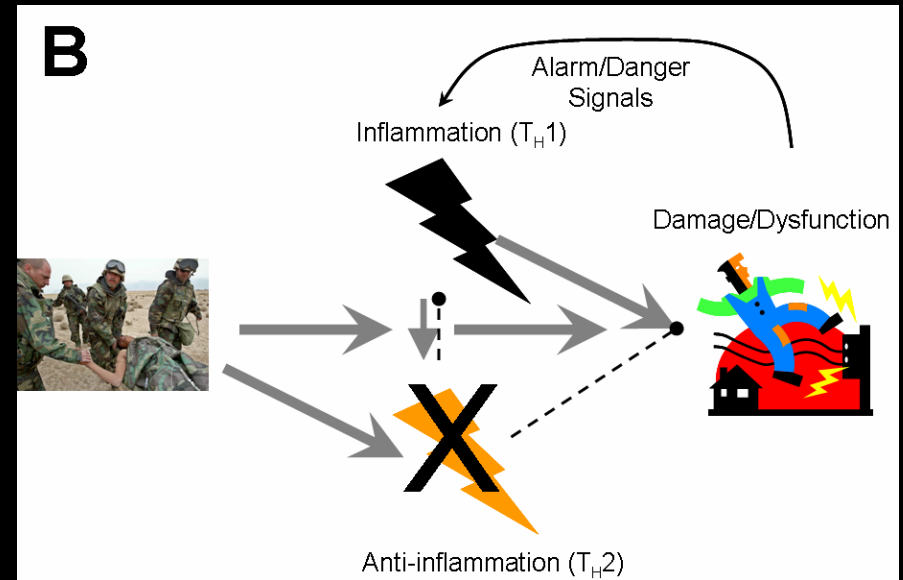 B
Alarm/Danger
Signals
Inflammation (TH1)
Damage/Dysfunction
X
Anti-inflammation (TH2)